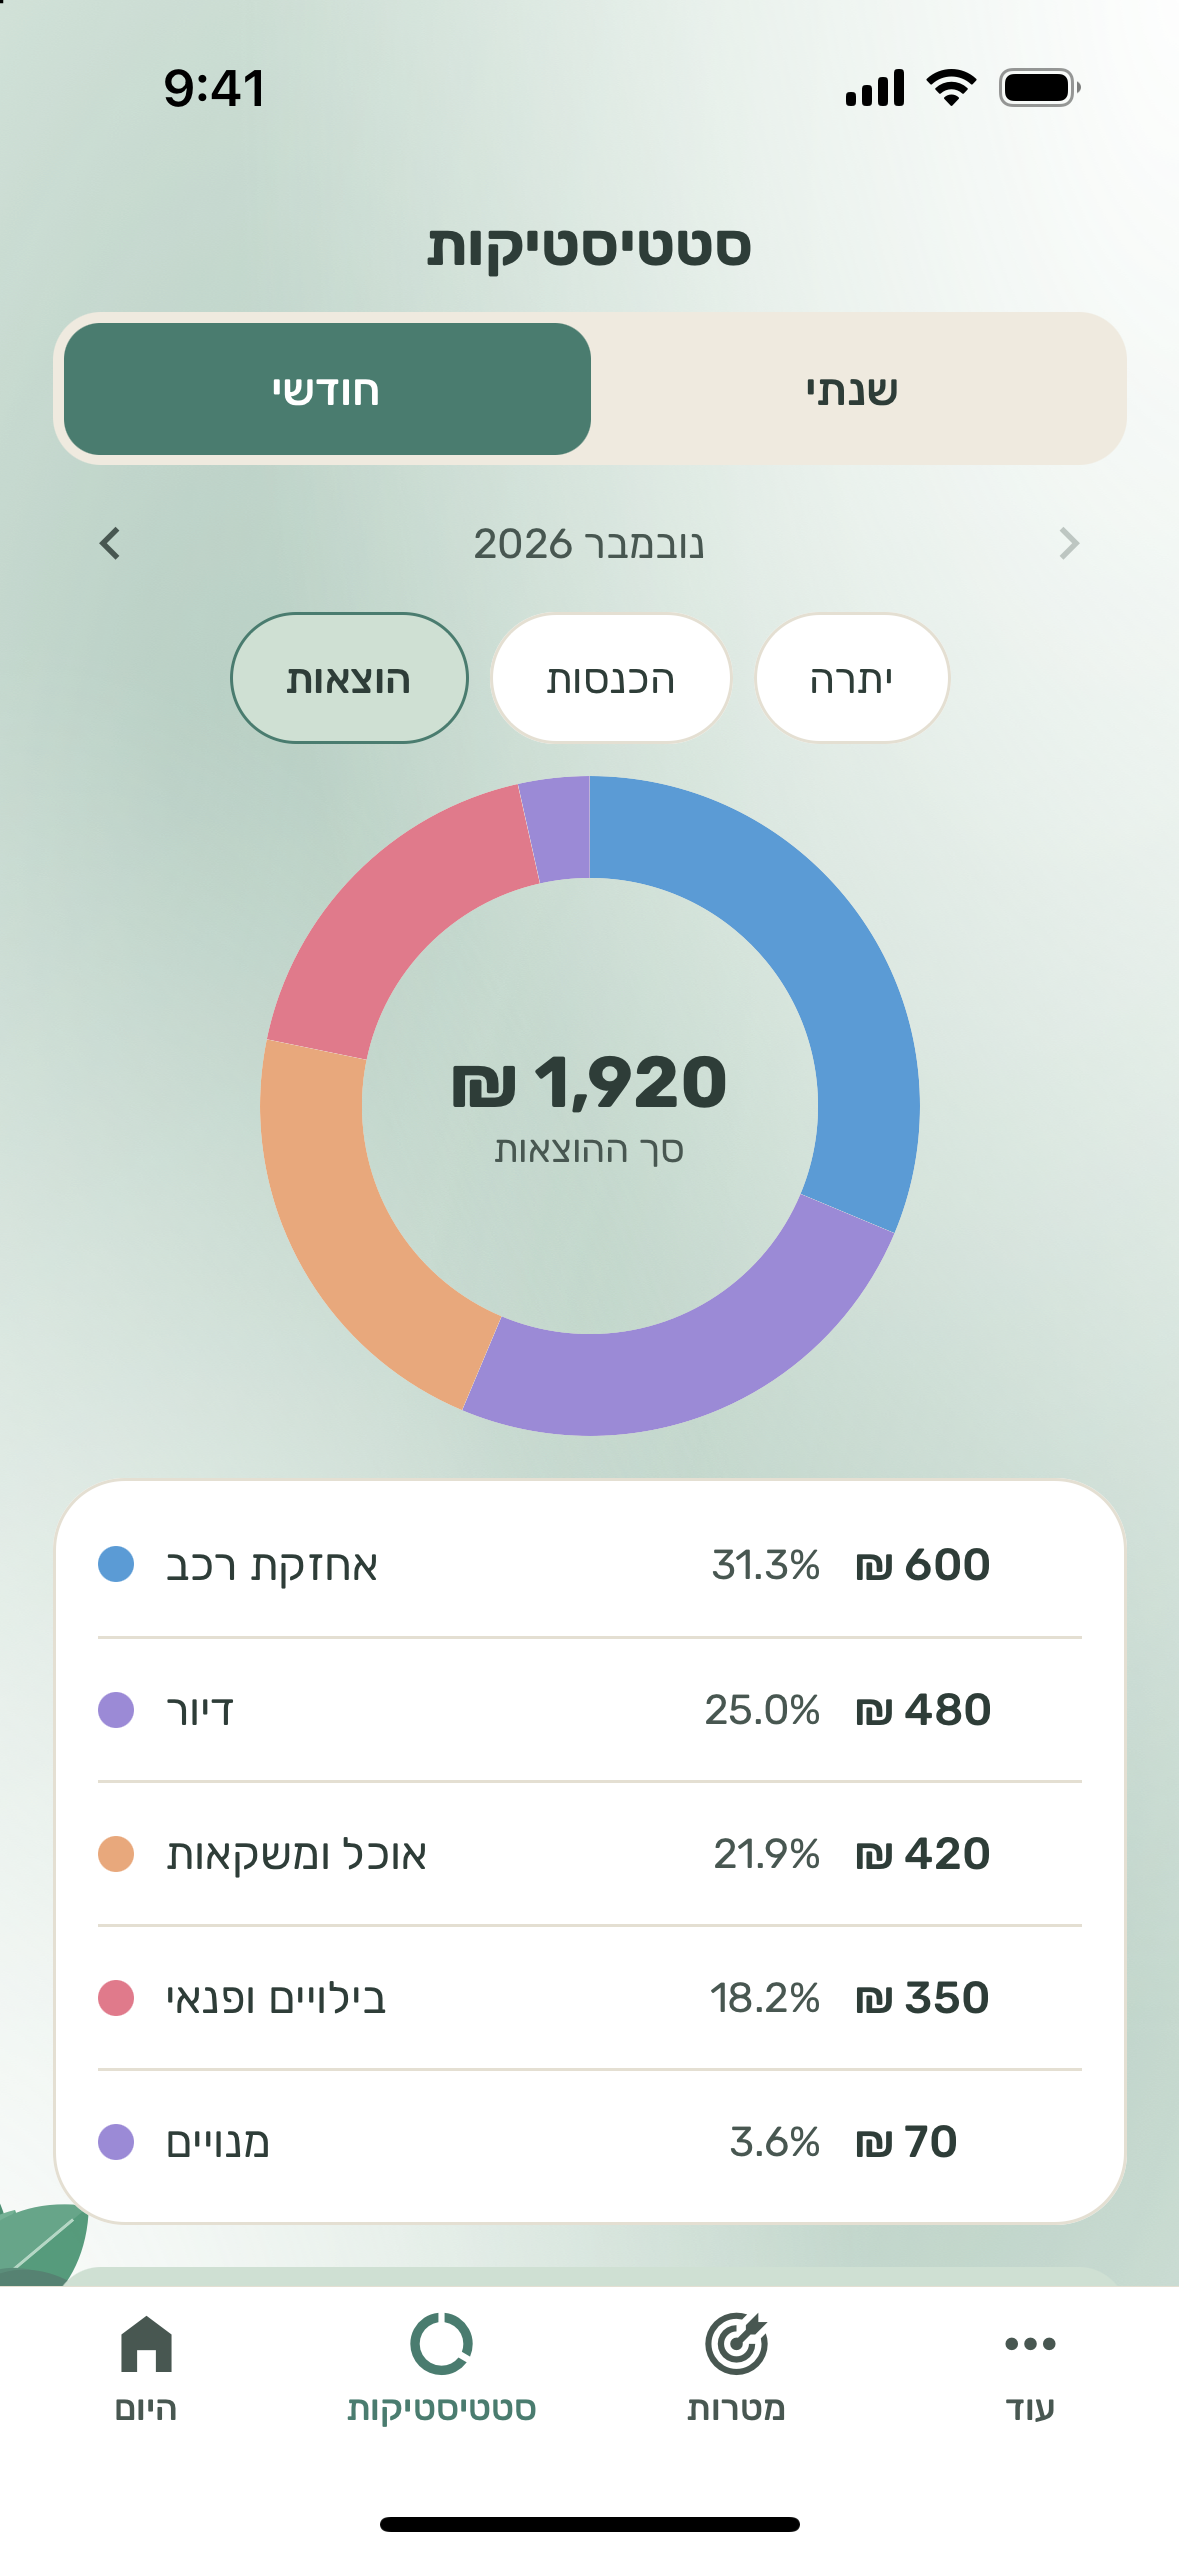 9:41
סטטיסטיקות
חודשי
שנתי
נובמבר 2026
הוצאות
הכנסות
יתרה
1,920 ₪
סך ההוצאות
אחזקת רכב 31.3% 600 ₪
דיור 25.0% 480 ₪
אוכל ומשקאות 21.9% 420 ₪
בילויים ופנאי 18.2% 350 ₪
מנויים 3.6% 70 ₪
היום
סטטיסטיקות
מטרות
עוד